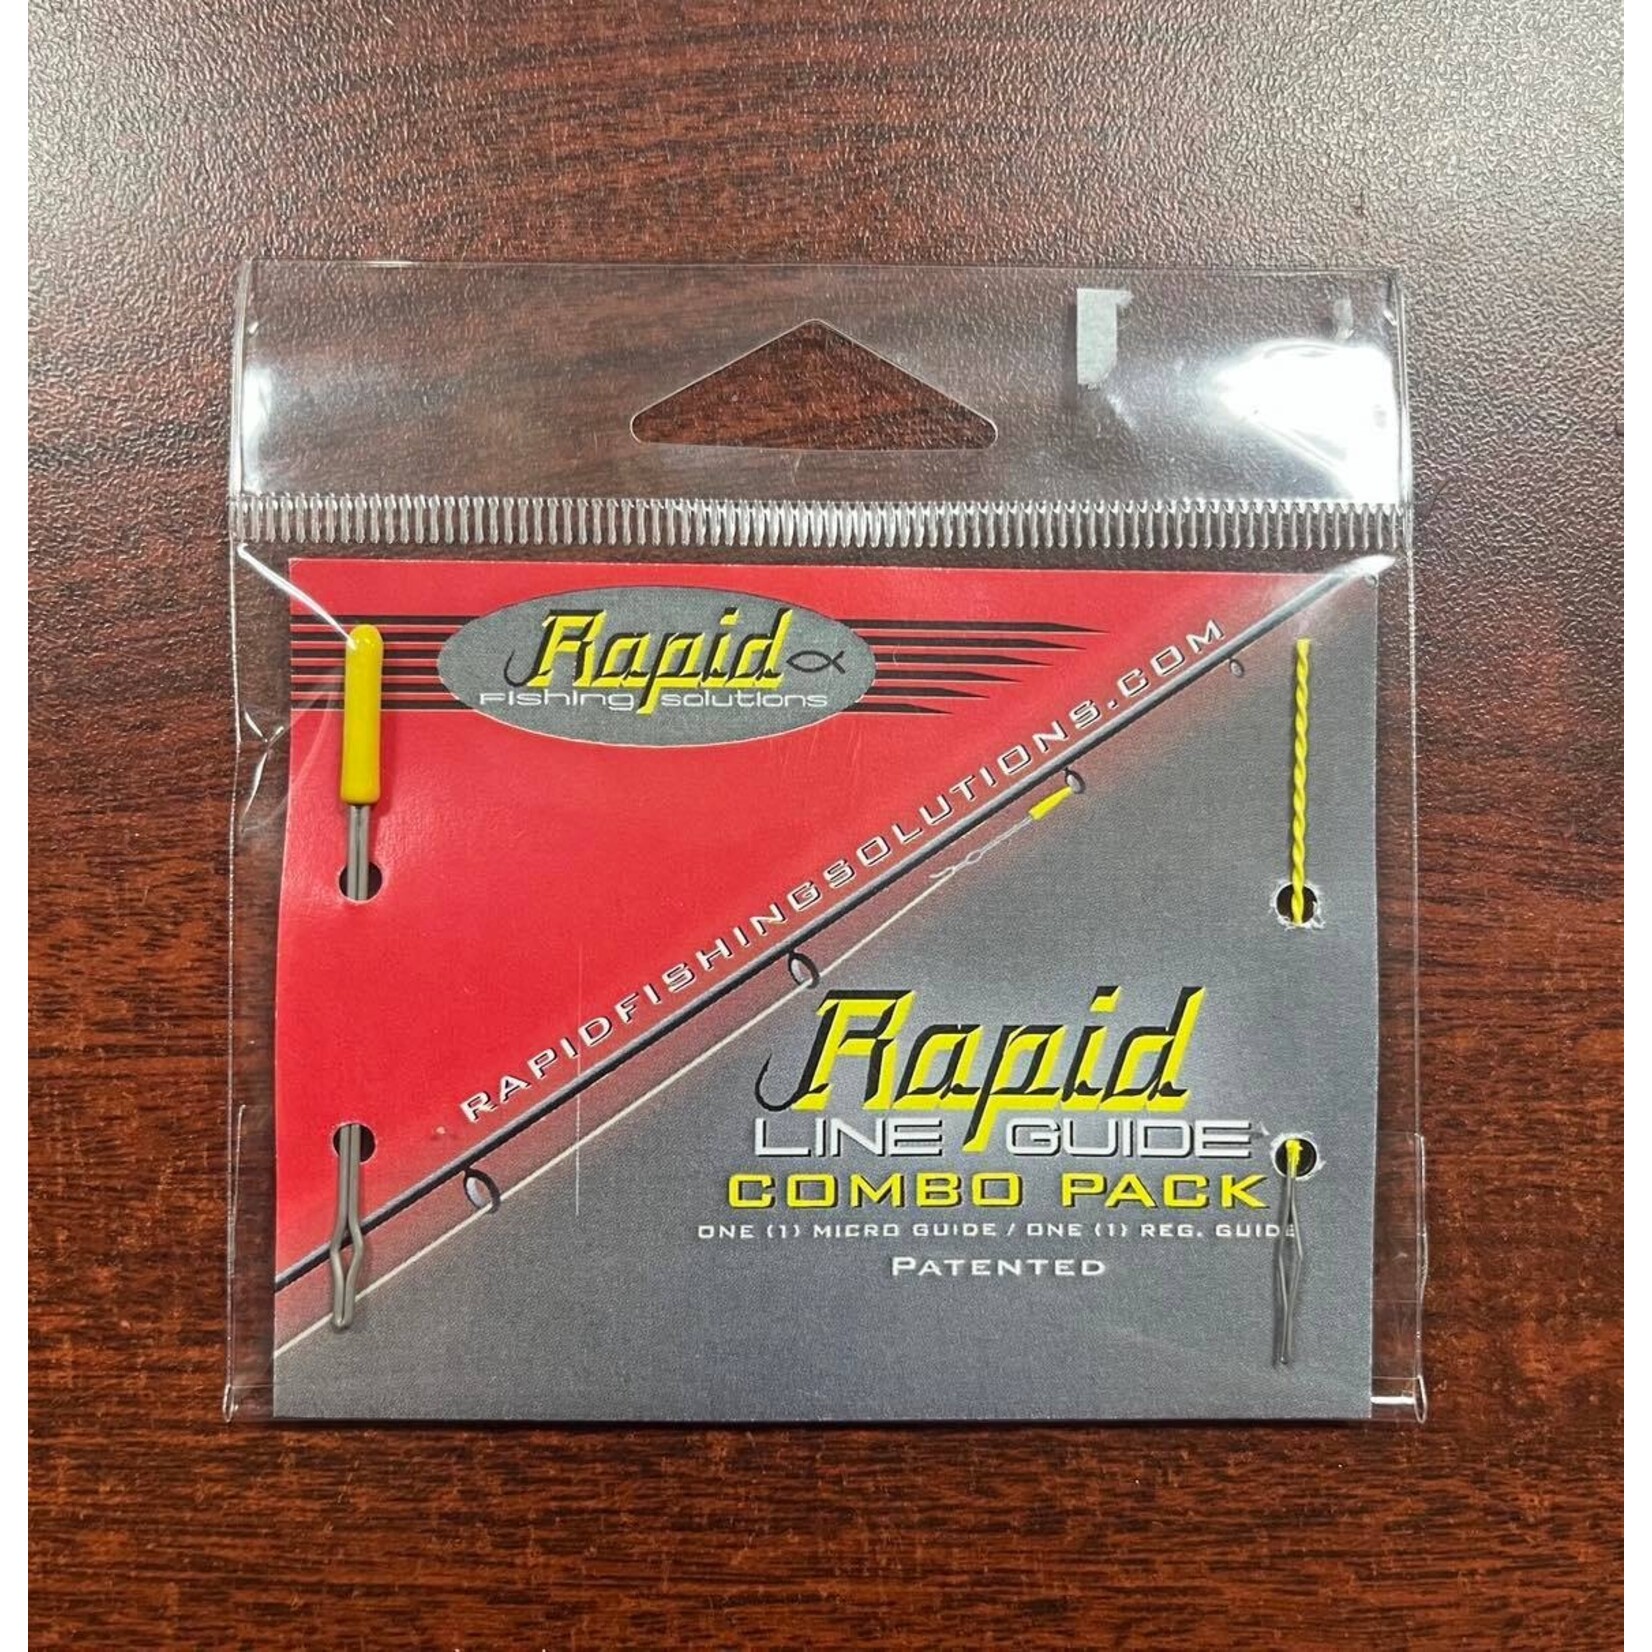 Rapid
Fishing Solutions
RAPIDFISHINGSOLUTIONS.COM
Rapid
LINE GUIDE
COMBO PACK
ONE (1) MICRO GUIDE / ONE (1) REG. GUIDE
PATENTED